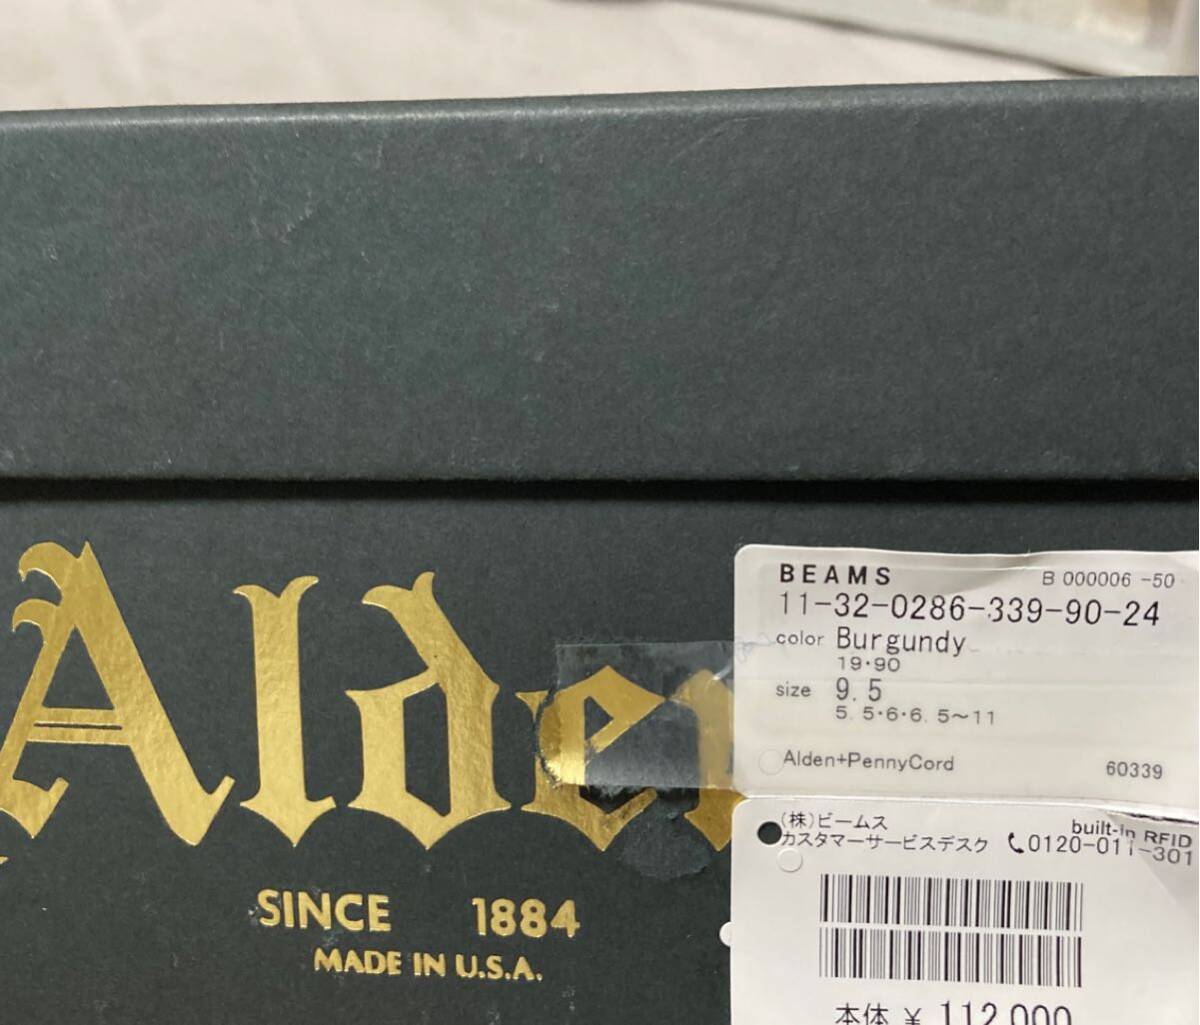 Alden
SINCE 1884
MADE IN U.S.A.
BEAMS B 000006 -50
11-32-0286-339-90-24
color Burgundy
19・90
size 9.5
5.5・6・6.5～11
Alden+PennyCord 60339
(株)ビームス built-in RFID
カスタマーサービスデスク 0120-011-301
本体 ¥ 112,000